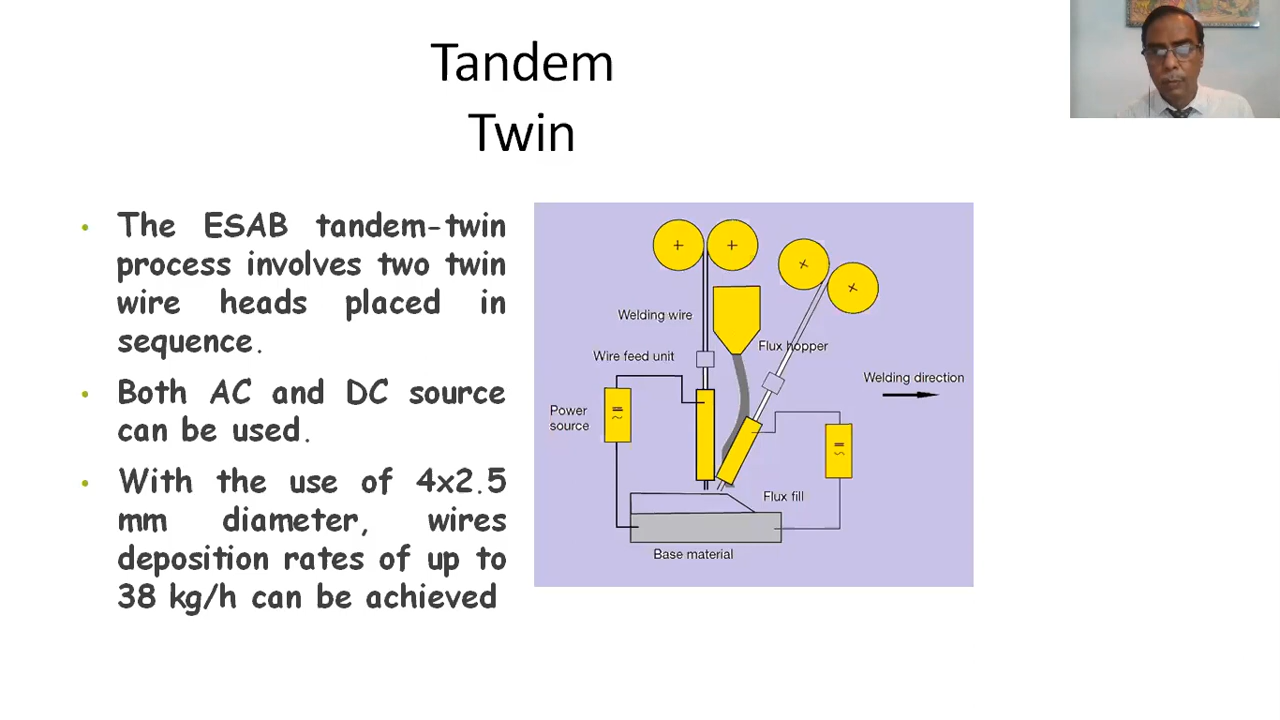 Tandem
Twin
• The ESAB tandem-twin
process involves two twin
wire heads placed in
sequence.
• Both AC and DC source
can be used.
• With the use of 4x2.5
mm diameter, wires
deposition rates of up to
38 kg/h can be achieved
Welding wire
Flux hopper
Wire feed unit
Welding direction
Power
source
Flux fill
Base material